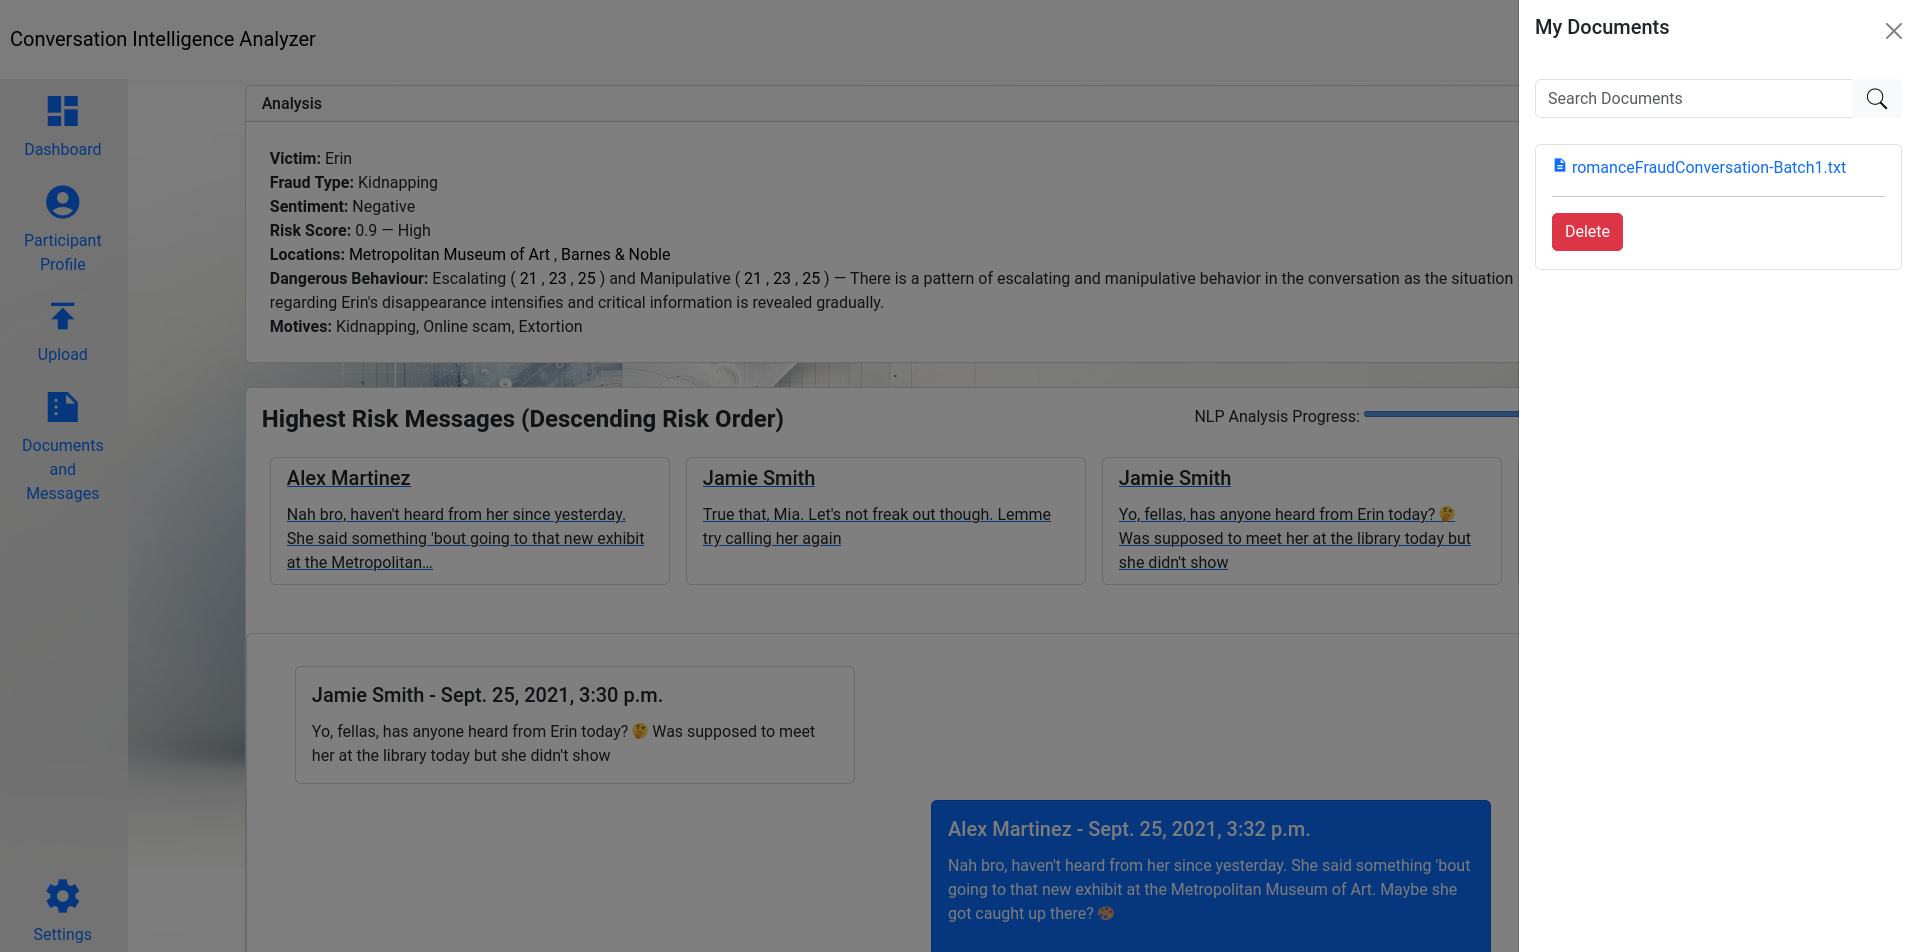 Conversation Intelligence Analyzer
Dashboard
Participant
Profile
Upload
Documents
and
Messages
Settings
Analysis
Victim: Erin
Fraud Type: Kidnapping
Sentiment: Negative
Risk Score: 0.9 — High
Locations: Metropolitan Museum of Art , Barnes & Noble
Dangerous Behaviour: Escalating ( 21 , 23 , 25 ) and Manipulative ( 21 , 23 , 25 ) — There is a pattern of escalating and manipulative behavior in the conversation as the situation
regarding Erin's disappearance intensifies and critical information is revealed gradually.
Motives: Kidnapping, Online scam, Extortion
Highest Risk Messages (Descending Risk Order)
NLP Analysis Progress:
Alex Martinez
Nah bro, haven't heard from her since yesterday.
She said something 'bout going to that new exhibit
at the Metropolitan...
Jamie Smith
True that, Mia. Let's not freak out though. Lemme
try calling her again
Jamie Smith
Yo, fellas, has anyone heard from Erin today? 🤔
Was supposed to meet her at the library today but
she didn't show
Jamie Smith - Sept. 25, 2021, 3:30 p.m.
Yo, fellas, has anyone heard from Erin today? 🤔 Was supposed to meet
her at the library today but she didn't show
Alex Martinez - Sept. 25, 2021, 3:32 p.m.
Nah bro, haven't heard from her since yesterday. She said something 'bout
going to that new exhibit at the Metropolitan Museum of Art. Maybe she
got caught up there? 🎨
My Documents
Search Documents
romanceFraudConversation-Batch1.txt
Delete